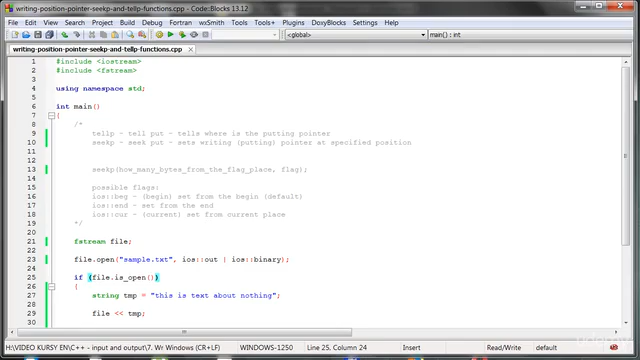 writing-position-pointer-seekp-and-tellp-functions.cpp - Code::Blocks 13.12
File Edit View Search Project Build Debug Fortran wxSmith Tools Tools+ Plugins DoxyBlocks Settings Help
<global> main() : int
writing-position-pointer-seekp-and-tellp-functions.cpp
1 #include <iostream>
2 #include <fstream>
3
4 using namespace std;
5
6 int main()
7 {
8 /*
9 tellp - tell put - tells where is the putting pointer
10 seekp - seek put - sets writing (putting) pointer at specified position
11
12
13 seekp(how_many_bytes_from_the_flag_place, flag);
14
15 possible flags:
16 ios::beg - (begin) set from the begin (default)
17 ios::end - set from the end
18 ios::cur - (current) set from current place
19 */
20
21 fstream file;
22
23 file.open("sample.txt", ios::out | ios::binary);
24
25 if (file.is_open())
26 {
27 string tmp = "this is text about nothing";
28
29 file << tmp;
30
H:\VIDEO KURSY EN\C++ - input and output\7. Writing Windows (CR+LF) WINDOWS-1250 Line 25, Column 24 Insert Read/Write default